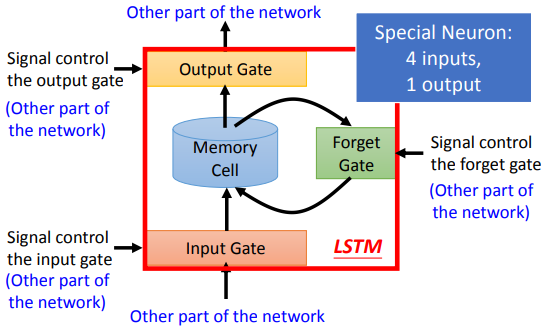 Other part of the network
Special Neuron:
4 inputs,
1 output
Signal control
the output gate
(Other part of
the network)
Output Gate
Memory
Cell
Forget
Gate
Signal control
the forget gate
(Other part of
the network)
Signal control
the input gate
(Other part of
the network)
Input Gate
LSTM
Other part of the network